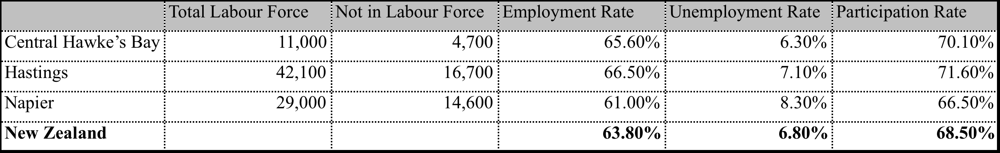 Total Labour Force Not in Labour Force Employment Rate Unemployment Rate Participation Rate
Central Hawke’s Bay 11,000 4,700 65.60% 6.30% 70.10%
Hastings 42,100 16,700 66.50% 7.10% 71.60%
Napier 29,000 14,600 61.00% 8.30% 66.50%
New Zealand 63.80% 6.80% 68.50%